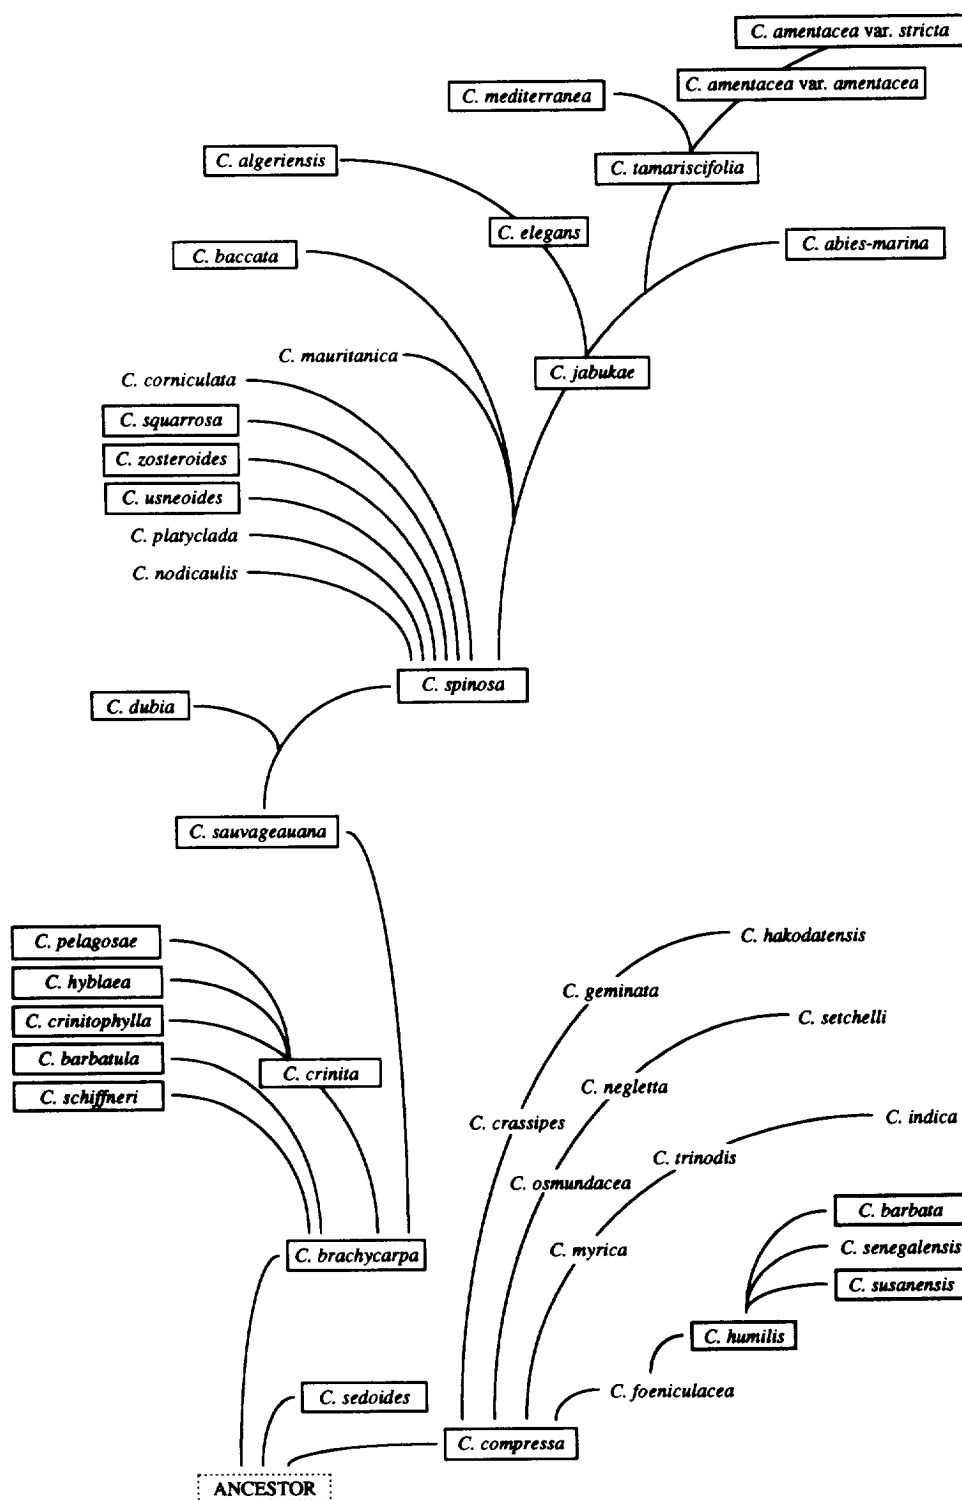 C. amentacea var. stricta
C. amentacea var. amentacea
C. mediterranea
C. algeriensis
C. tamariscifolia
C. elegans
C. abies-marina
C. baccata
C. mauritanica
C. jabukae
C. corniculata
C. squarrosa
C. zosteroides
C. usneoides
C. platyclada
C. nodicaulis
C. spinosa
C. dubia
C. sauvageauana
C. pelagosae
C. hakodatensis
C. hyblaea
C. geminata
C. crinitophylla
C. setchelli
C. barbatula
C. crinita
C. negletta
C. schiffneri
C. crassipes
C. indica
C. trinodis
C. osmundacea
C. barbata
C. brachycarpa
C. myrica
C. senegalensis
C. susanensis
C. humilis
C. sedoides
C. foeniculacea
C. compressa
ANCESTOR